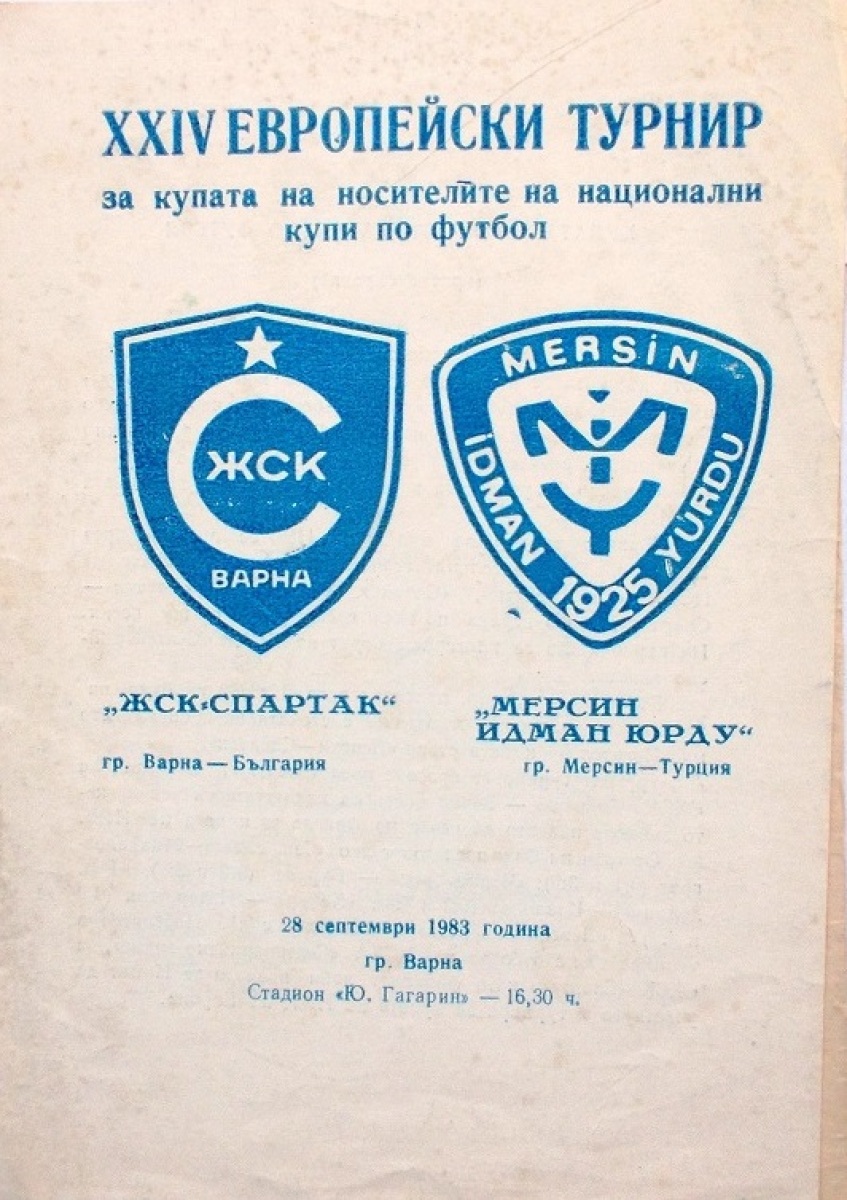 XXIV ЕВРОПЕЙСКИ ТУРНИР
за купата на носителйте на национални
купи по футбол
ЖСК
ВАРНА
MERSİN
İDMAN
YURDU
MİY
1925
„ЖСК-СПАРТАК“
гр. Варна — България
„МЕРСИН
ИДМАН ЮРДУ“
гр. Мерсин—Турция
28 септември 1983 година
гр. Варна
Стадион «Ю. Гагарин» — 16,30 ч.